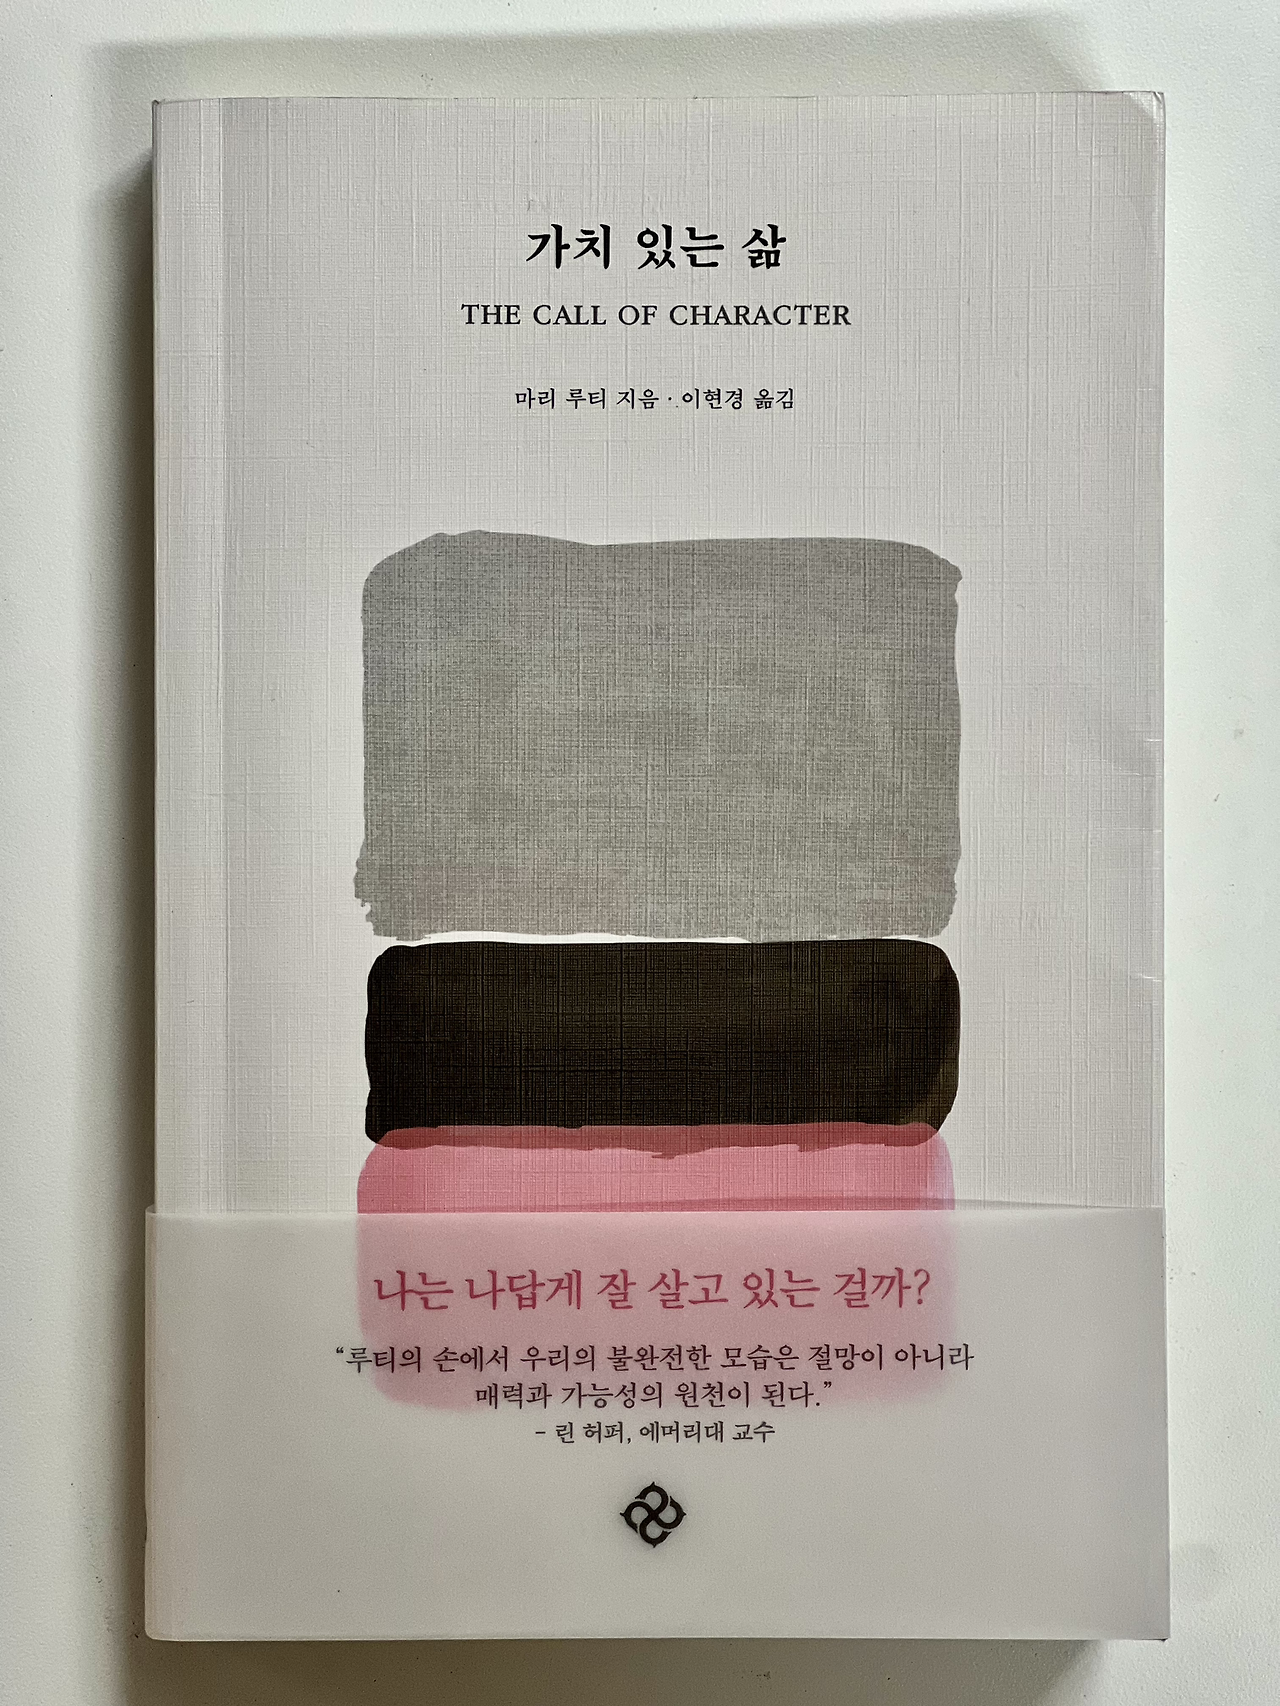 가치 있는 삶
THE CALL OF CHARACTER
마리 루티 지음 · 이현경 옮김
나는 나답게 잘 살고 있는 걸까?
“루티의 손에서 우리의 불완전한 모습은 절망이 아니라
매력과 가능성의 원천이 된다.”
- 린 허퍼, 에머리대 교수